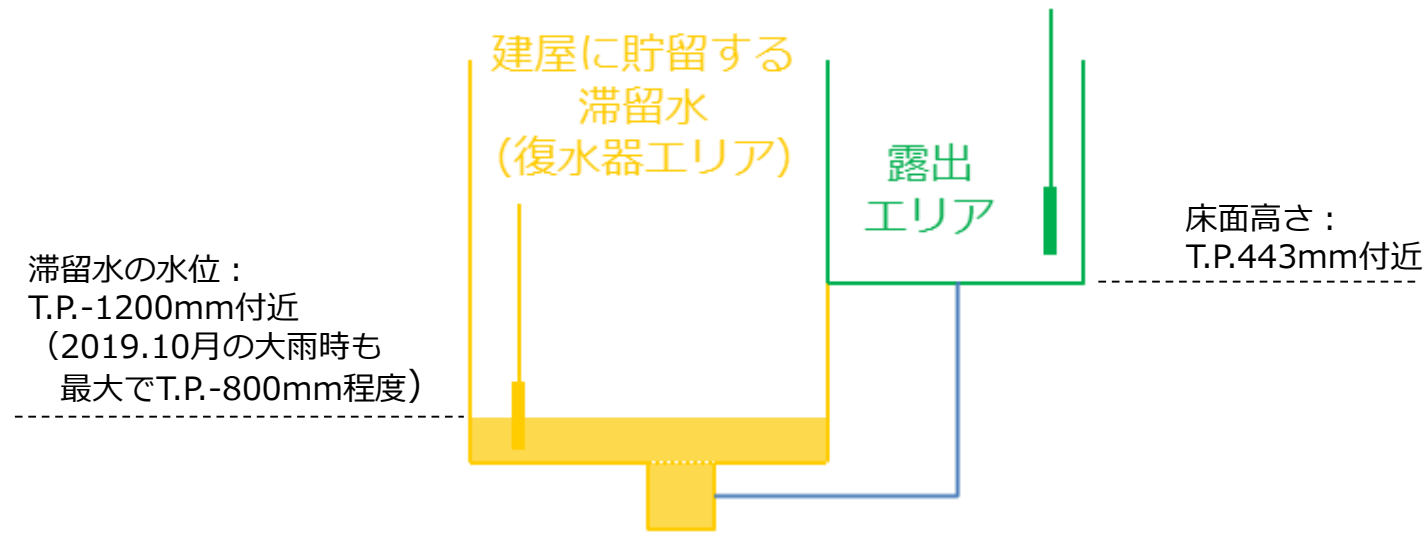 建屋に貯留する
滞留水
(復水器エリア)
露出
エリア
床面高さ：
T.P.443mm付近
滞留水の水位：
T.P.-1200mm付近
（2019.10月の大雨時も
最大でT.P.-800mm程度）